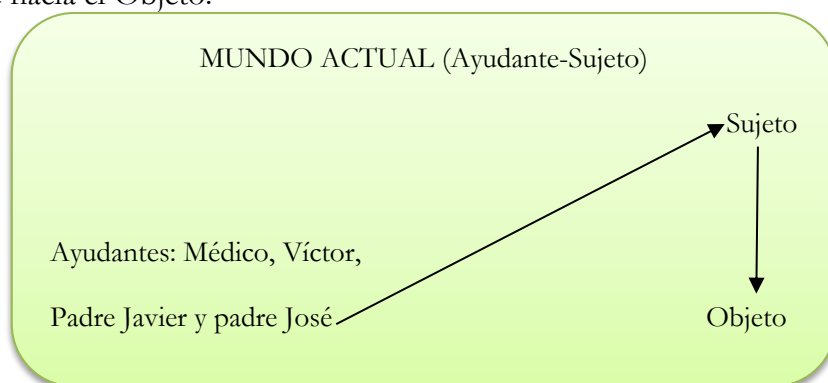 hacia el Objeto.
MUNDO ACTUAL (Ayudante-Sujeto)
Sujeto
Ayudantes: Médico, Víctor,
Padre Javier y padre José
Objeto